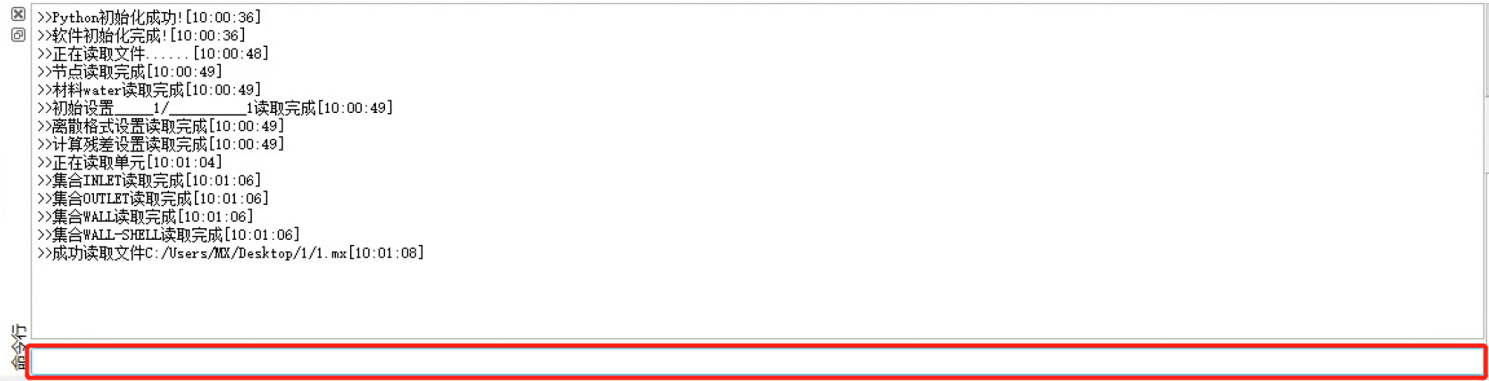 >>Python初始化成功![10:00:36]
>>软件初始化完成![10:00:36]
>>正在读取文件......[10:00:48]
>>节点读取完成[10:00:49]
>>材料water读取完成[10:00:49]
>>初始设置_____1/__________1读取完成[10:00:49]
>>离散格式设置读取完成[10:00:49]
>>计算残差设置读取完成[10:00:49]
>>正在读取单元[10:01:04]
>>集合INLET读取完成[10:01:06]
>>集合OUTLET读取完成[10:01:06]
>>集合WALL读取完成[10:01:06]
>>集合WALL-SHELL读取完成[10:01:06]
>>成功读取文件C:/Users/MX/Desktop/1/1.mx[10:01:08]
命令行